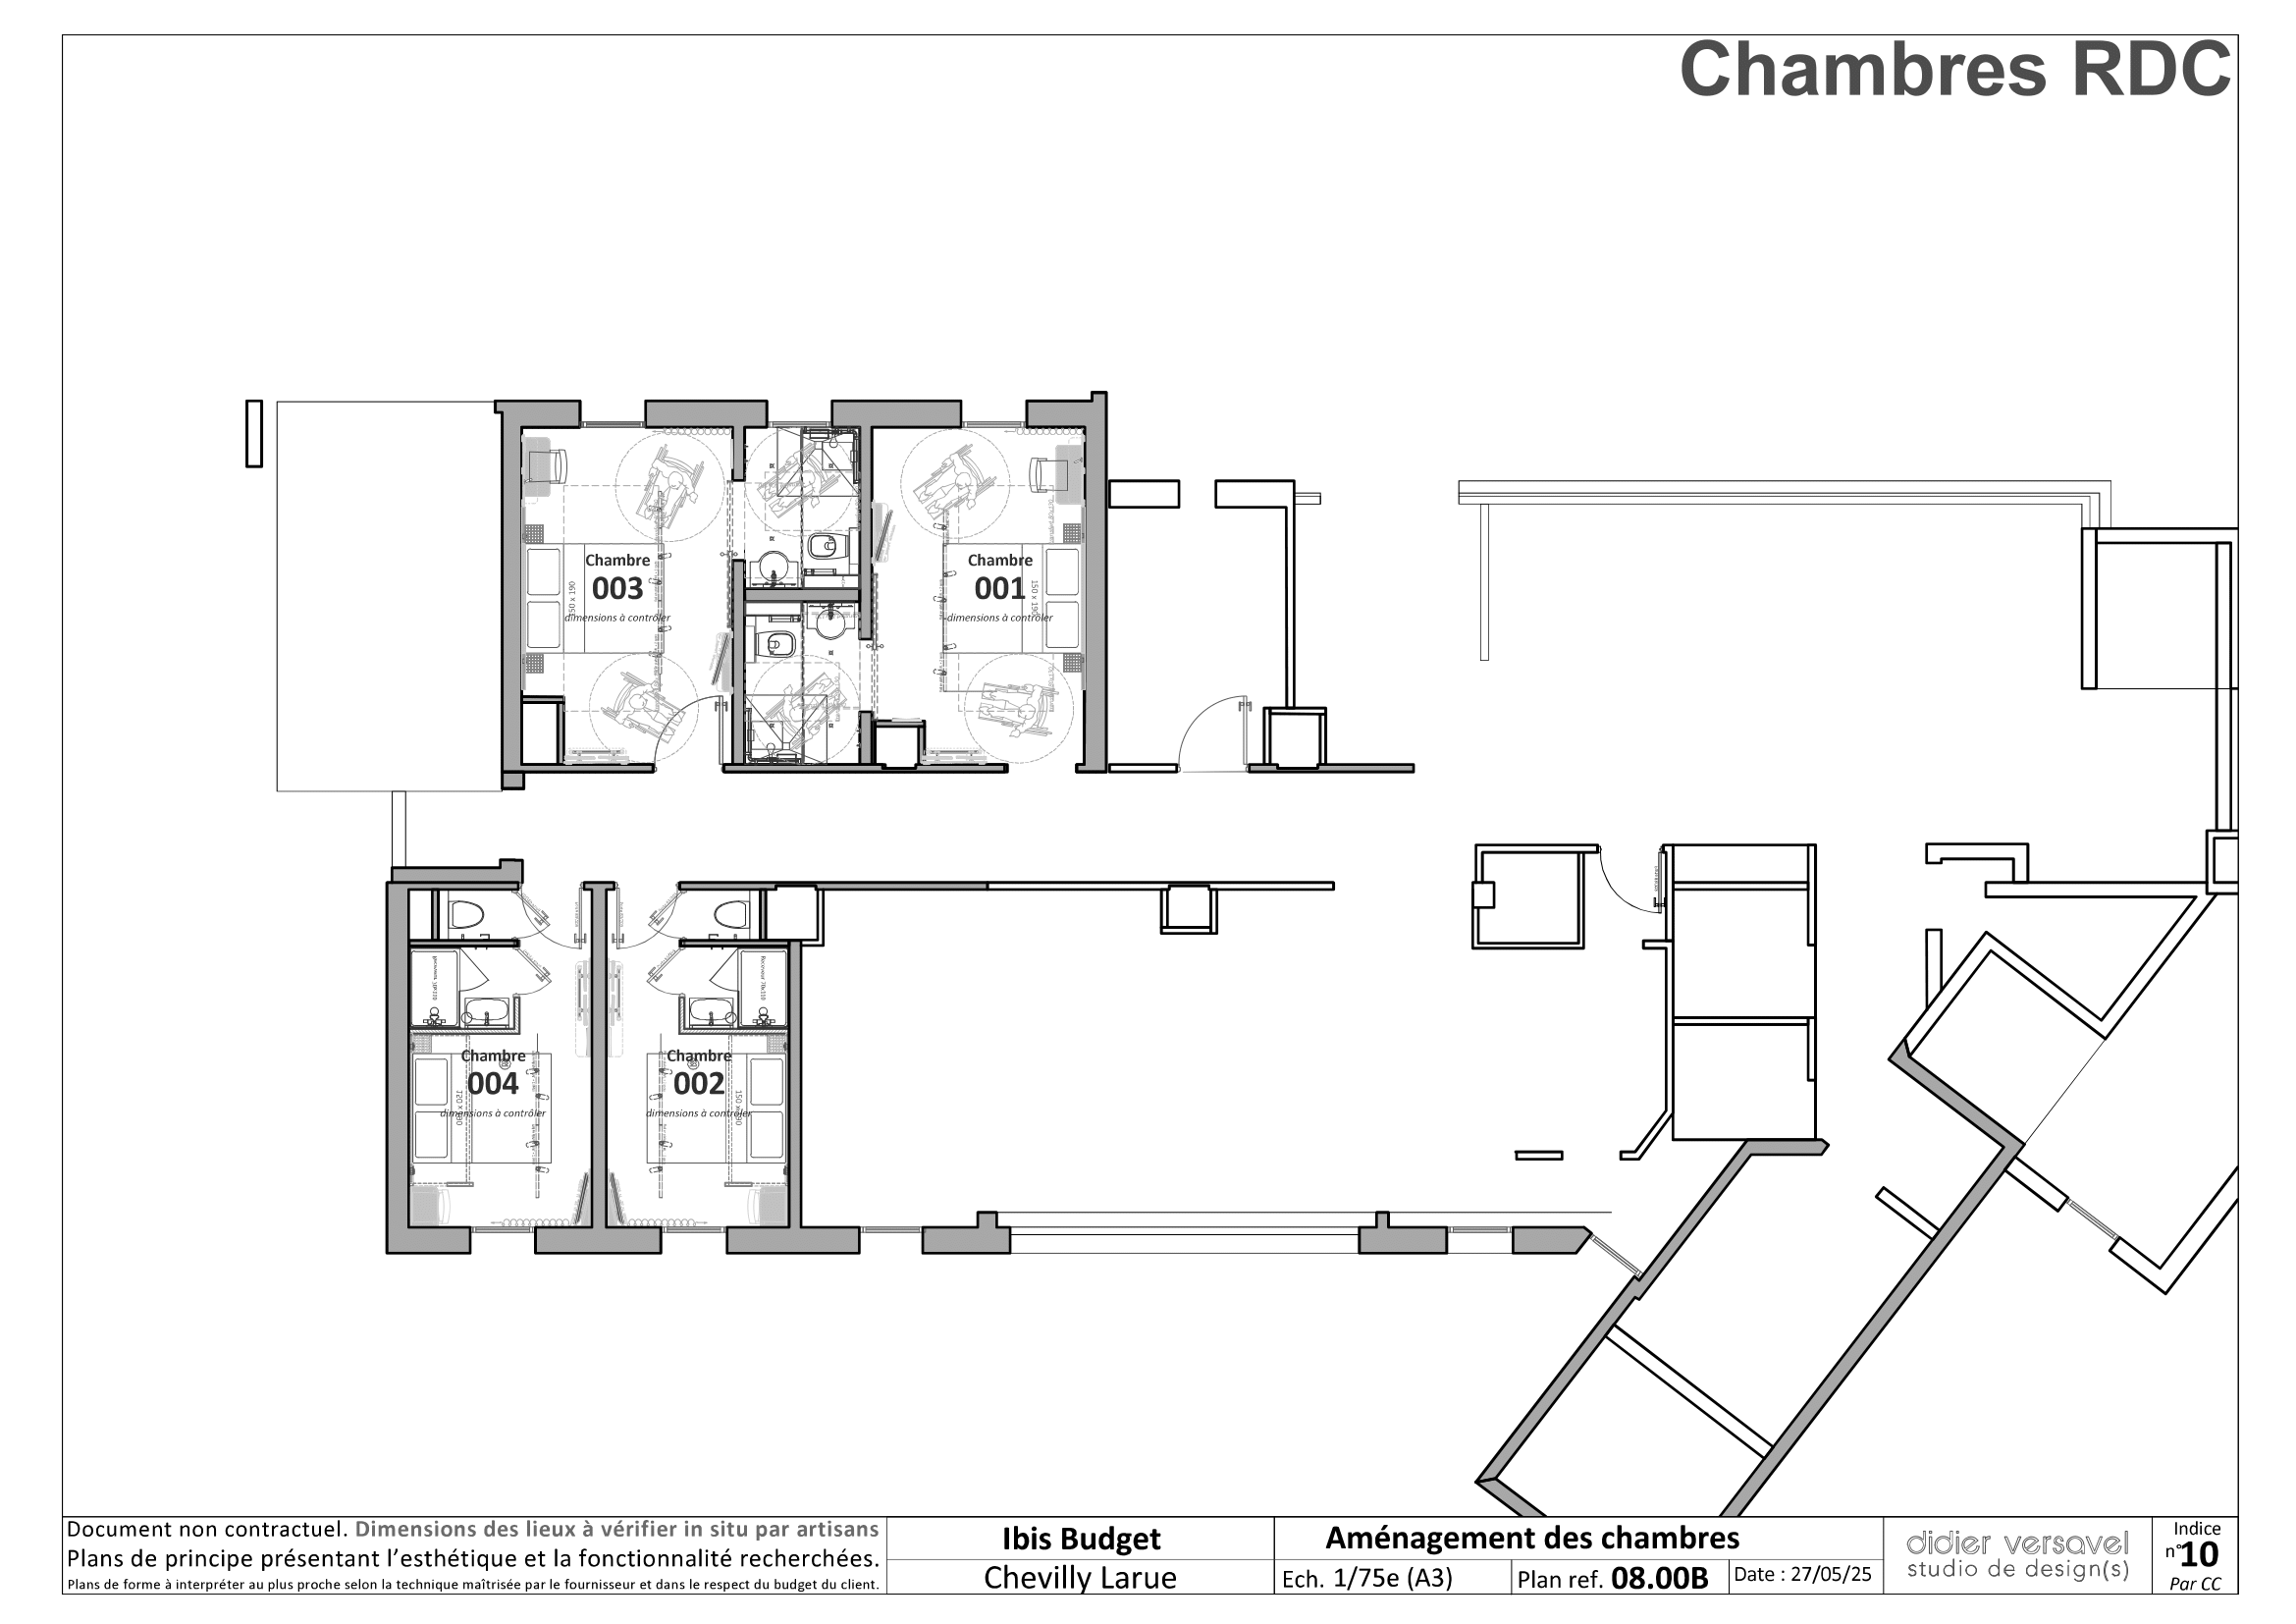 Chambres RDC
Chambre
003
dimensions à contrôler
150 x 190
Chambre
001
dimensions à contrôler
150 x 190
Chambre
004
dimensions à contrôler
Chambre
002
dimensions à contrôler
150 x 190
Receveur 70x110
Document non contractuel. Dimensions des lieux à vérifier in situ par artisans
Plans de principe présentant l'esthétique et la fonctionnalité recherchées.
Plans de forme à interpréter au plus proche selon la technique maîtrisée par le fournisseur et dans le respect du budget du client.
Ibis Budget
Chevilly Larue
Aménagement des chambres
Ech. 1/75e (A3)
Plan ref. 08.00B
Date : 27/05/25
didier versavel
studio de design(s)
Indice
n°10
Par CC